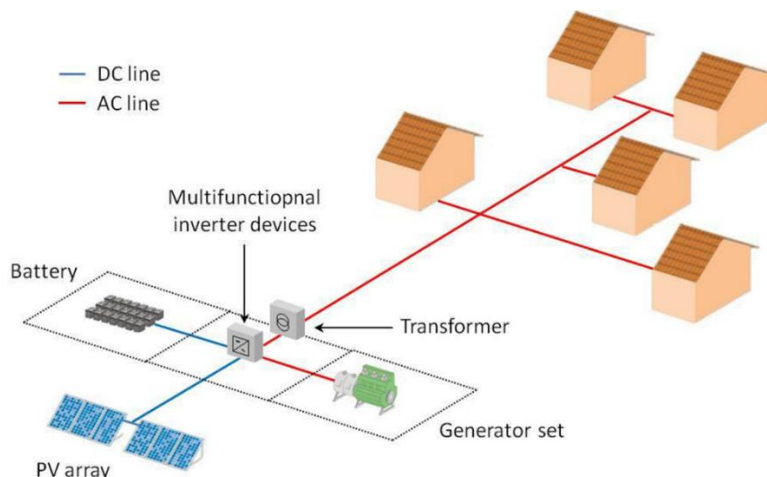 DC line
AC line
Multifunctiopnal
inverter devices
Battery
Transformer
Generator set
PV array